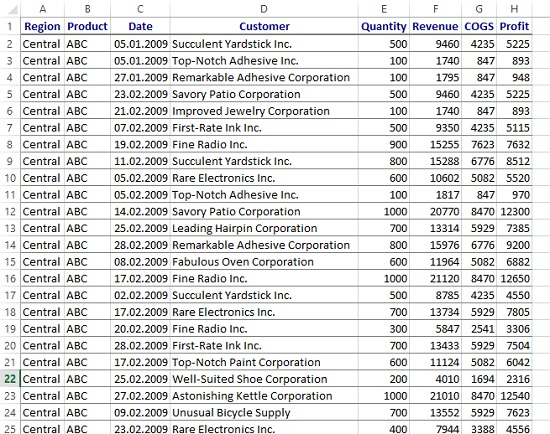 A B C D E F G H
1 Region Product Date Customer Quantity Revenue COGS Profit
2 Central ABC 05.01.2009 Succulent Yardstick Inc. 500 9460 4235 5225
3 Central ABC 05.01.2009 Top-Notch Adhesive Inc. 100 1740 847 893
4 Central ABC 27.01.2009 Remarkable Adhesive Corporation 100 1795 847 948
5 Central ABC 23.02.2009 Savory Patio Corporation 500 9460 4235 5225
6 Central ABC 21.02.2009 Improved Jewelry Corporation 100 1740 847 893
7 Central ABC 07.02.2009 First-Rate Ink Inc. 500 9350 4235 5115
8 Central ABC 19.02.2009 Fine Radio Inc. 900 15255 7623 7632
9 Central ABC 11.02.2009 Succulent Yardstick Inc. 800 15288 6776 8512
10 Central ABC 05.02.2009 Rare Electronics Inc. 600 10602 5082 5520
11 Central ABC 05.02.2009 Top-Notch Adhesive Inc. 100 1817 847 970
12 Central ABC 14.02.2009 Savory Patio Corporation 1000 20770 8470 12300
13 Central ABC 25.02.2009 Leading Hairpin Corporation 700 13314 5929 7385
14 Central ABC 28.02.2009 Remarkable Adhesive Corporation 800 15976 6776 9200
15 Central ABC 08.02.2009 Fabulous Oven Corporation 600 11964 5082 6882
16 Central ABC 17.02.2009 Fine Radio Inc. 1000 21120 8470 12650
17 Central ABC 02.02.2009 Succulent Yardstick Inc. 500 8785 4235 4550
18 Central ABC 17.02.2009 Rare Electronics Inc. 700 13734 5929 7805
19 Central ABC 20.02.2009 Fine Radio Inc. 300 5847 2541 3306
20 Central ABC 28.02.2009 First-Rate Ink Inc. 700 13433 5929 7504
21 Central ABC 17.02.2009 Top-Notch Paint Corporation 600 11124 5082 6042
22 Central ABC 25.02.2009 Well-Suited Shoe Corporation 200 4010 1694 2316
23 Central ABC 27.02.2009 Astonishing Kettle Corporation 1000 21010 8470 12540
24 Central ABC 09.02.2009 Unusual Bicycle Supply 700 13552 5929 7623
25 Central ABC 23.02.2009 Rare Electronics Inc. 400 7944 3388 4556